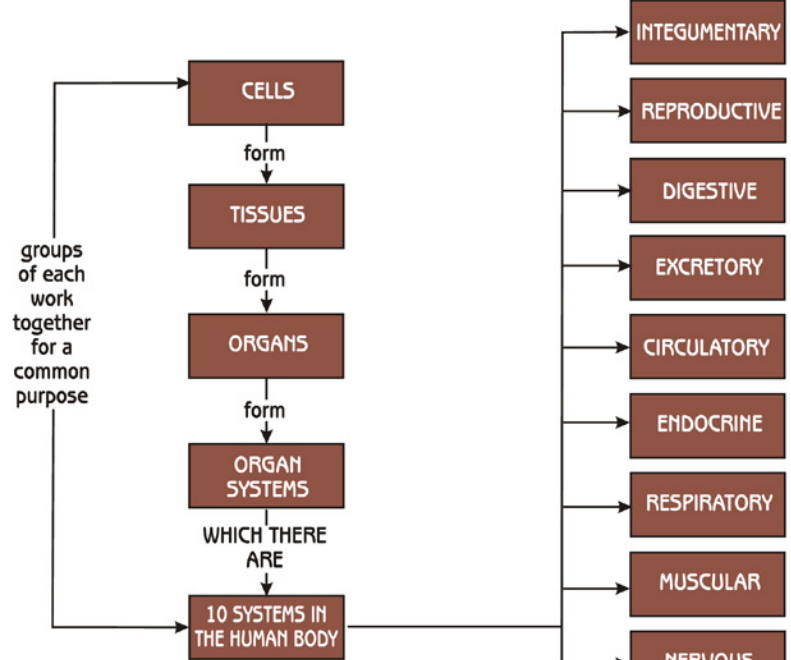 CELLS
form
TISSUES
form
ORGANS
form
ORGAN
SYSTEMS
WHICH THERE
ARE
10 SYSTEMS IN
THE HUMAN BODY
groups
of each
work
together
for a
common
purpose
INTEGUMENTARY
REPRODUCTIVE
DIGESTIVE
EXCRETORY
CIRCULATORY
ENDOCRINE
RESPIRATORY
MUSCULAR
NERVOUS